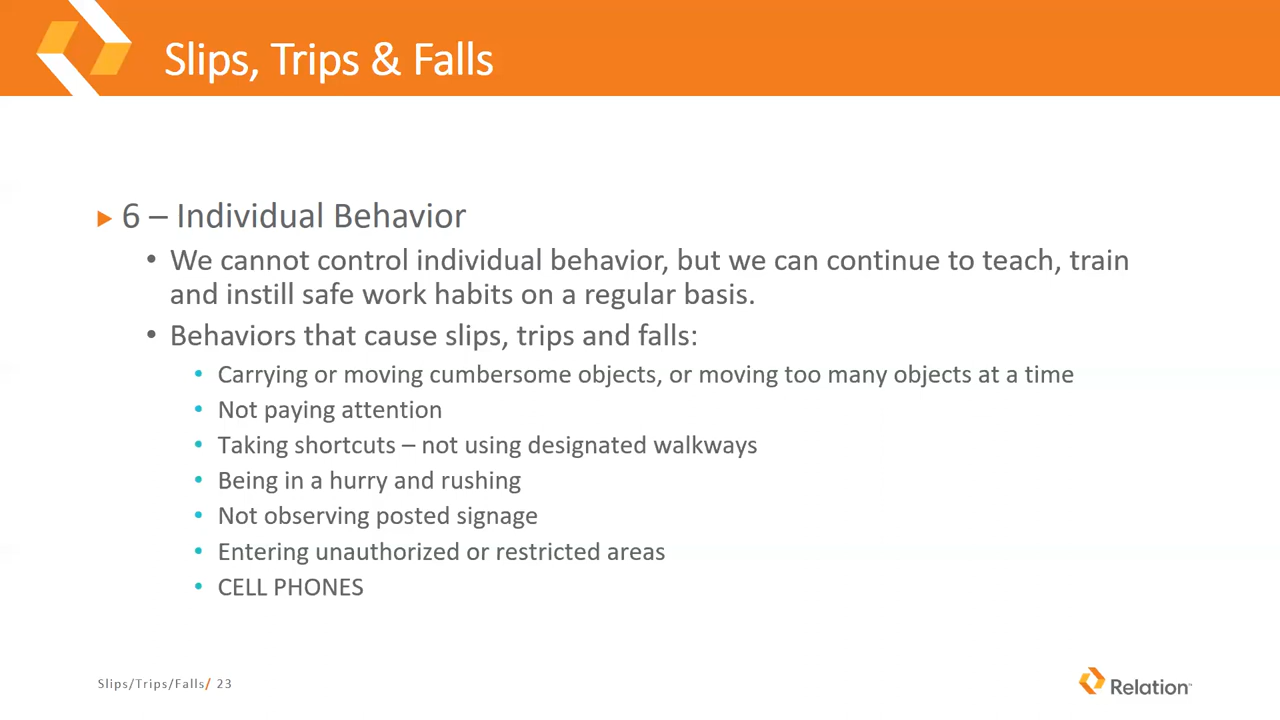 Slips, Trips & Falls
6 – Individual Behavior
• We cannot control individual behavior, but we can continue to teach, train
and instill safe work habits on a regular basis.
• Behaviors that cause slips, trips and falls:
• Carrying or moving cumbersome objects, or moving too many objects at a time
• Not paying attention
• Taking shortcuts – not using designated walkways
• Being in a hurry and rushing
• Not observing posted signage
• Entering unauthorized or restricted areas
• CELL PHONES
Slips/Trips/Falls/ 23
Relation™